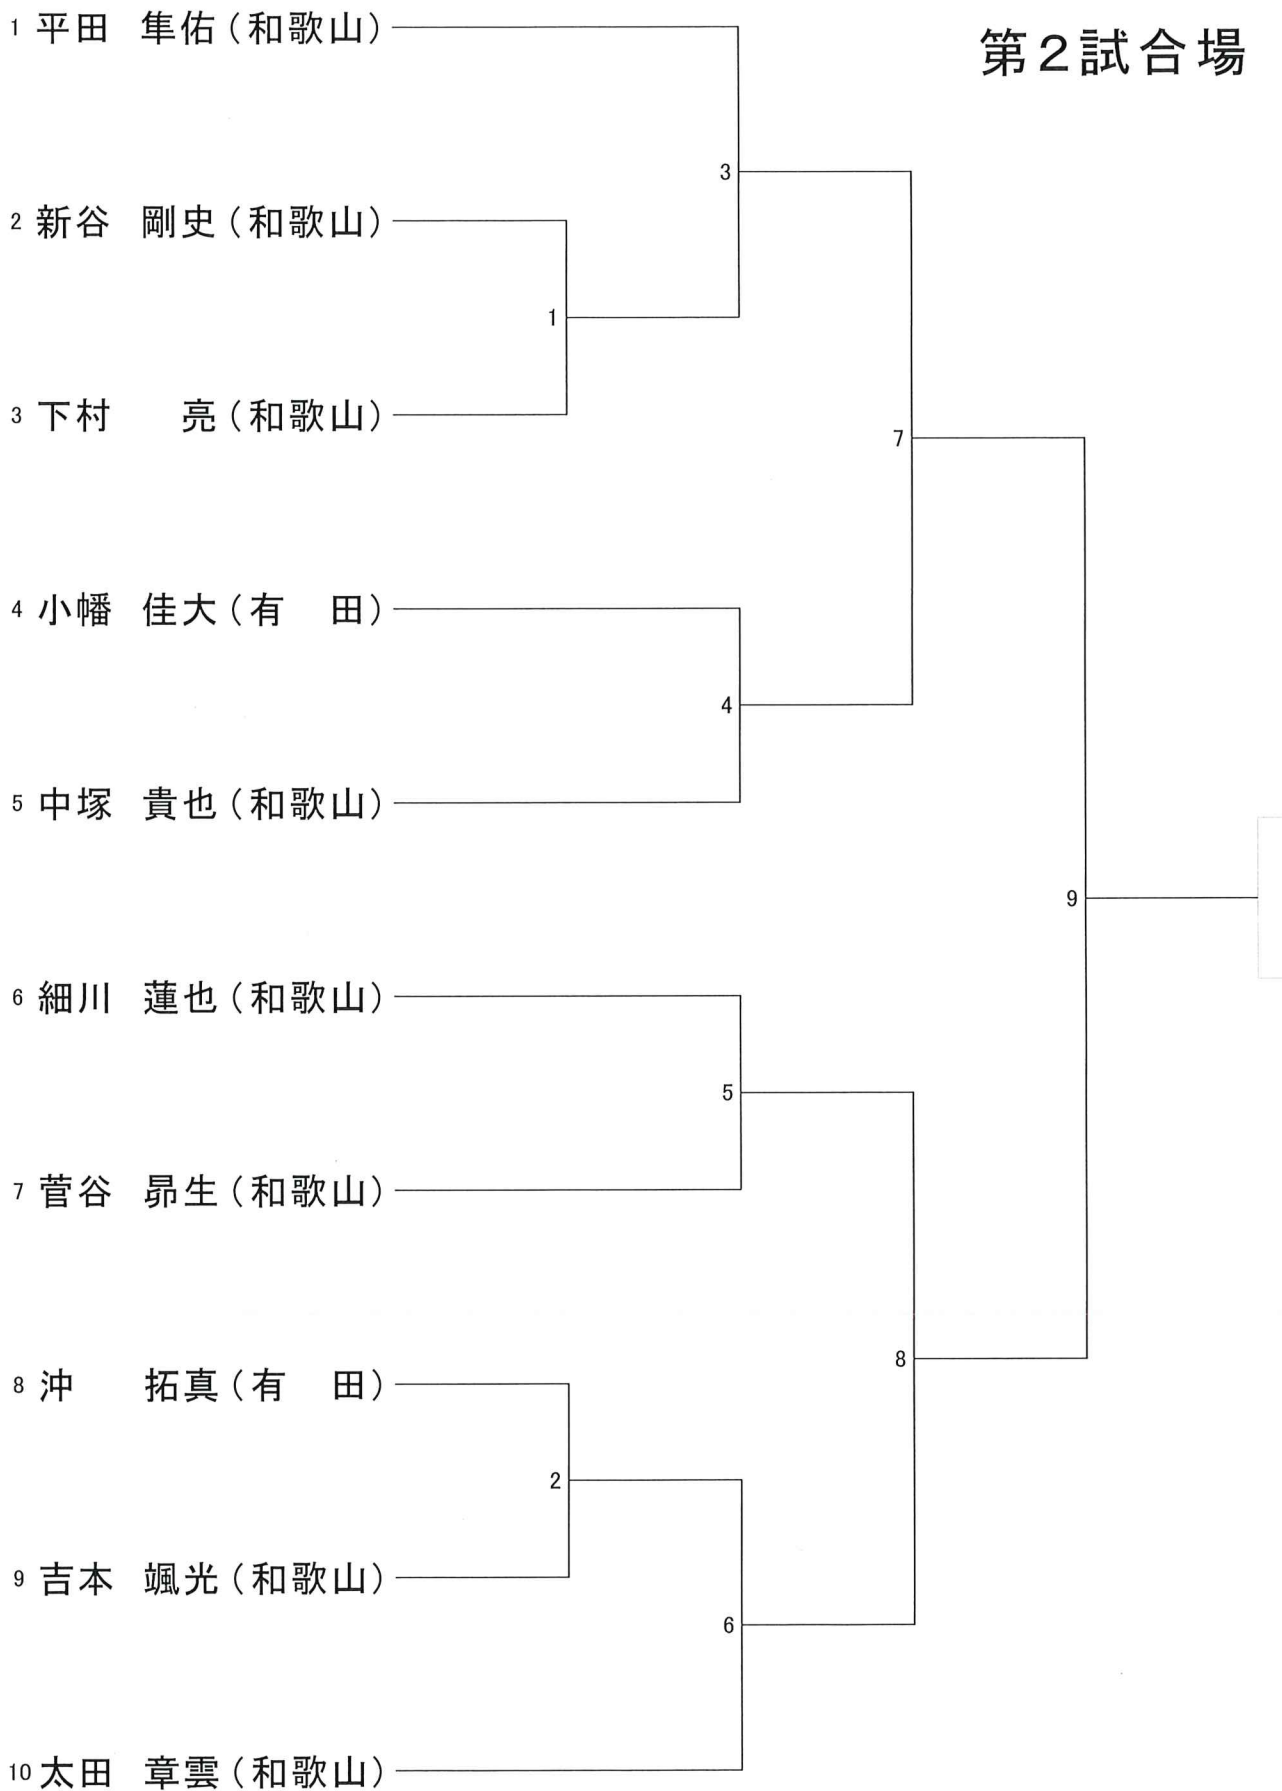 第2試合場
1 平田 隼佑(和歌山)
3
2 新谷 剛史(和歌山)
1
3 下村 亮(和歌山)
7
4 小幡 佳大(有 田)
4
5 中塚 貴也(和歌山)
9
6 細川 蓮也(和歌山)
5
7 菅谷 昴生(和歌山)
8
8 沖 拓真(有 田)
2
9 吉本 颯光(和歌山)
6
10 太田 章雲(和歌山)